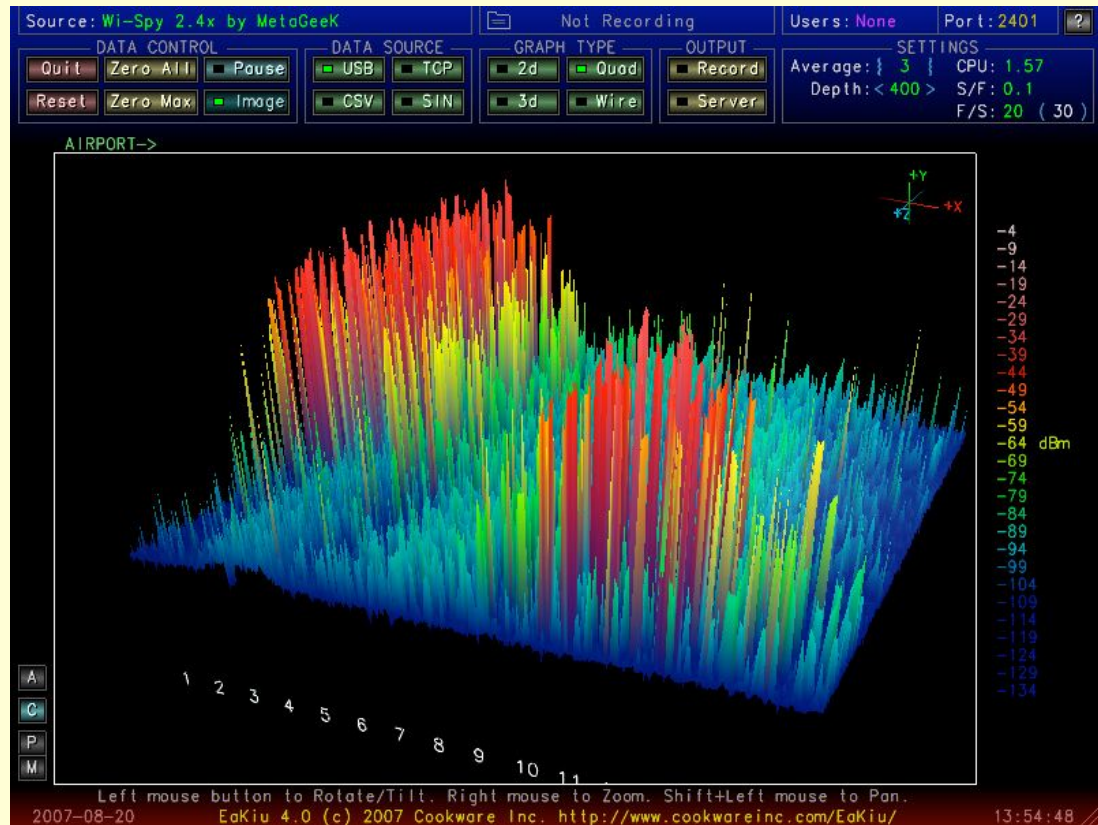 Source: Wi-Spy 2.4x by MetaGeeK
Not Recording
Users: None Port: 2401 ?
DATA CONTROL
Quit Zero All Pause
Reset Zero Max Image
DATA SOURCE
USB TCP
CSV SIN
GRAPH TYPE
2d Quad
3d Wire
OUTPUT
Record
Server
SETTINGS
Average: { 3 { CPU: 1.57
Depth: < 400 > S/F: 0.1
F/S: 20 ( 30 )
AIRPORT->
+Y
+X
+Z
-4
-9
-14
-19
-24
-29
-34
-39
-44
-49
-54
-59
-64 dBm
-69
-74
-79
-84
-89
-94
-99
-104
-109
-114
-119
-124
-129
-134
A
C
P
M
1 2 3 4 5 6 7 8 9 10 11
Left mouse button to Rotate/Tilt. Right mouse to Zoom. Shift+Left mouse to Pan.
2007-08-20 EaKiu 4.0 (c) 2007 Cookware Inc. http://www.cookwareinc.com/EaKiu/ 13:54:48